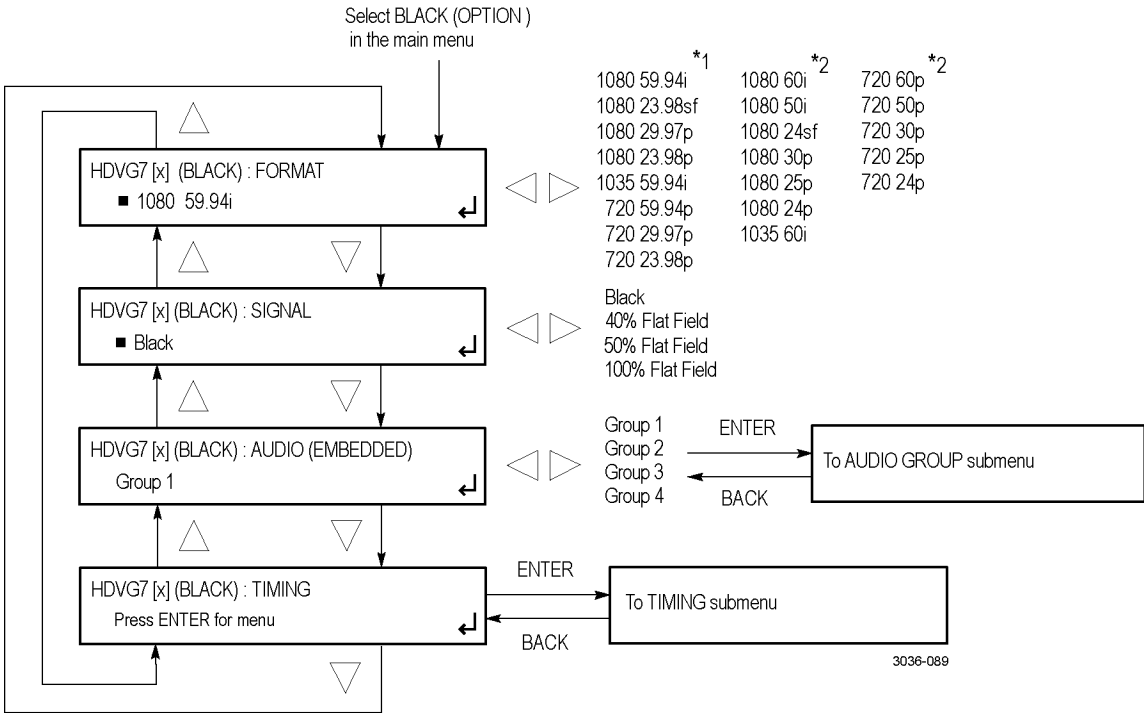 Select BLACK (OPTION )
in the main menu
*1
1080 59.94i
1080 23.98sf
1080 29.97p
1080 23.98p
1035 59.94i
720 59.94p
720 29.97p
720 23.98p
*2
1080 60i
1080 50i
1080 24sf
1080 30p
1080 25p
1080 24p
1035 60i
*2
720 60p
720 50p
720 30p
720 25p
720 24p
HDVG7 [x] (BLACK) : FORMAT
■ 1080 59.94i
HDVG7 [x] (BLACK) : SIGNAL
■ Black
Black
40% Flat Field
50% Flat Field
100% Flat Field
HDVG7 [x] (BLACK) : AUDIO (EMBEDDED)
Group 1
Group 1
Group 2
Group 3
Group 4
ENTER
BACK
To AUDIO GROUP submenu
HDVG7 [x] (BLACK) : TIMING
Press ENTER for menu
ENTER
BACK
To TIMING submenu
3036-089